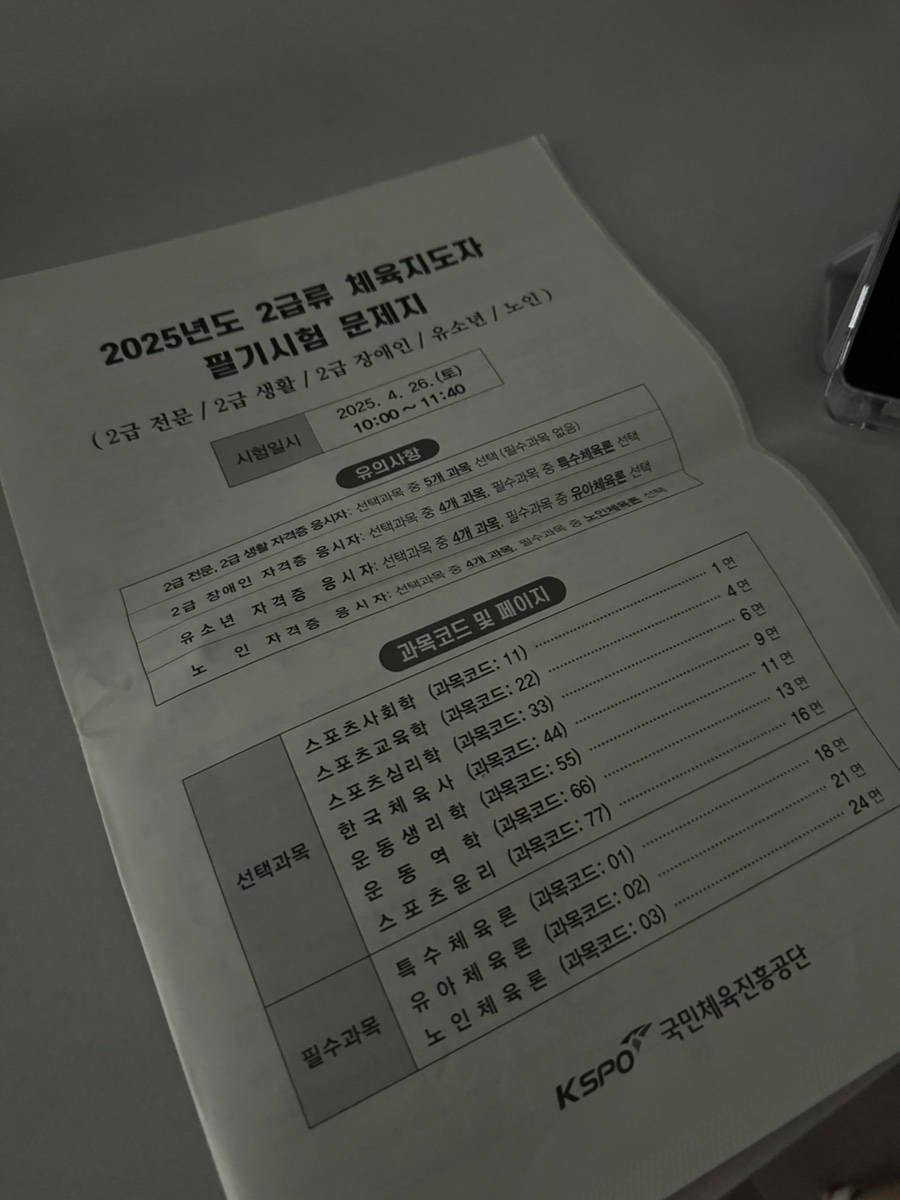 2025년도 2급류 체육지도자
필기시험 문제지
( 2급 전문 / 2급 생활 / 2급 장애인 / 유소년 / 노인 )
시험일시
2025. 4. 26.(토)
10:00 ~ 11:40
유의사항
2급 전문, 2급 생활 자격증 응시자: 선택과목 중 5개 과목 선택 (필수과목 없음)
2급 장애인 자격증 응시자: 선택과목 중 4개 과목, 필수과목 중 특수체육론 선택
유소년 자격증 응시자: 선택과목 중 4개 과목, 필수과목 중 유아체육론 선택
노인 자격증 응시자: 선택과목 중 4개 과목, 필수과목 중 노인체육론 선택
과목코드 및 페이지
선택과목
스포츠사회학 (과목코드: 11) 1 면
스포츠교육학 (과목코드: 22) 4 면
스포츠심리학 (과목코드: 33) 6 면
한국체육사 (과목코드: 44) 9 면
운동생리학 (과목코드: 55) 11 면
운동역학 (과목코드: 66) 13 면
스포츠윤리 (과목코드: 77) 16 면
필수과목
특수체육론 (과목코드: 01) 18 면
유아체육론 (과목코드: 02) 21 면
노인체육론 (과목코드: 03) 24 면
KSPO 국민체육진흥공단